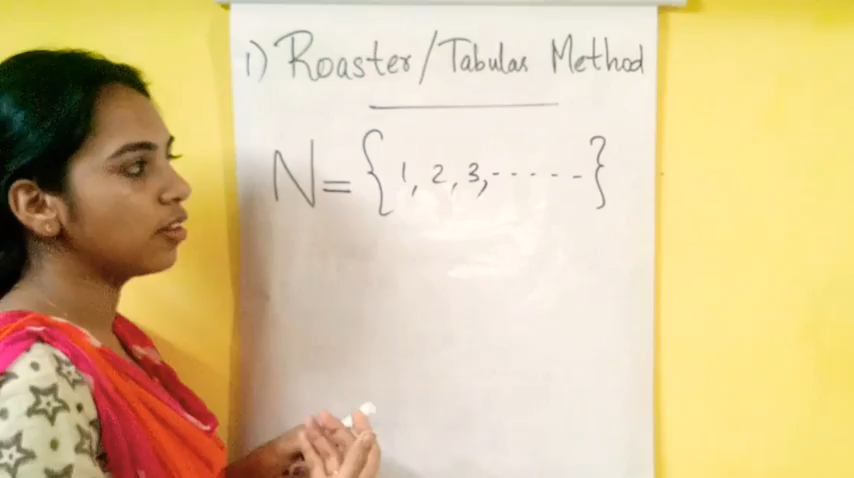 1) Roaster/Tabular Method
N = { 1, 2, 3, ----- }